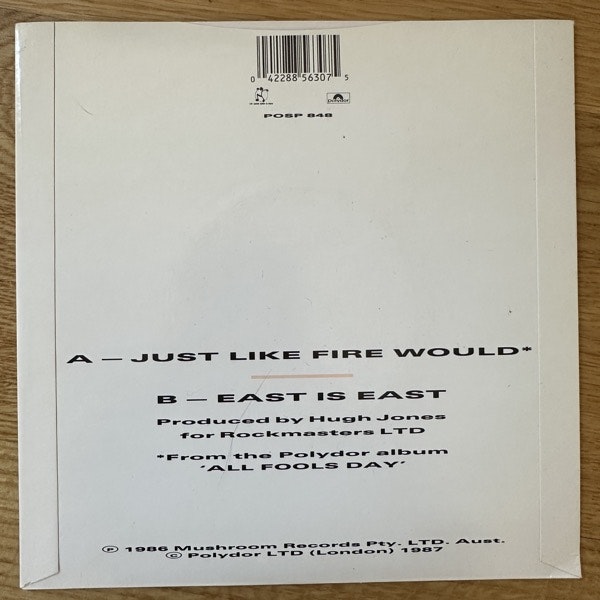 0 42288 56307 5
polydor
POSP 848
A — JUST LIKE FIRE WOULD*
B — EAST IS EAST
Produced by Hugh Jones
for Rockmasters LTD
*From the Polydor album
'ALL FOOLS DAY'
℗ 1986 Mushroom Records Pty. LTD. Aust.
© Polydor LTD (London) 1987